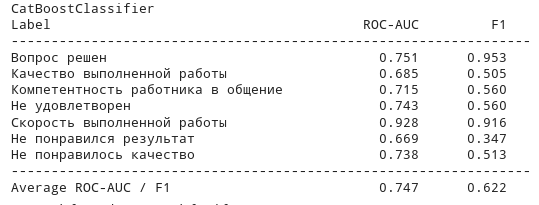 CatBoostClassifier
Label ROC-AUC F1
-----------------------------------------------------------------
Вопрос решен 0.751 0.953
Качество выполненной работы 0.685 0.505
Компетентность работника в общение 0.715 0.560
Не удовлетворен 0.743 0.560
Скорость выполненной работы 0.928 0.916
Не понравился результат 0.669 0.347
Не понравилось качество 0.738 0.513
-----------------------------------------------------------------
Average ROC-AUC / F1 0.747 0.622